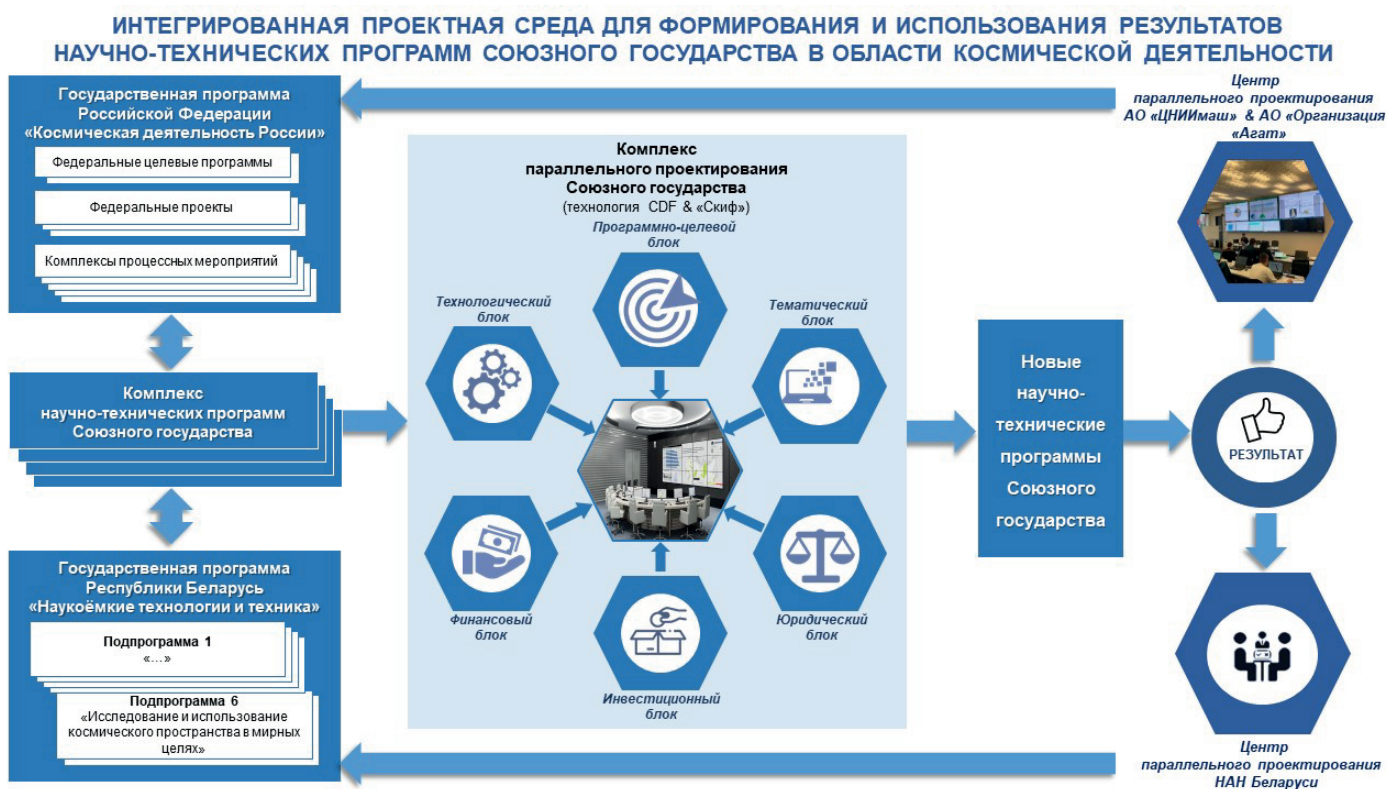 ИНТЕГРИРОВАННАЯ ПРОЕКТНАЯ СРЕДА ДЛЯ ФОРМИРОВАНИЯ И ИСПОЛЬЗОВАНИЯ РЕЗУЛЬТАТОВ
НАУЧНО-ТЕХНИЧЕСКИХ ПРОГРАММ СОЮЗНОГО ГОСУДАРСТВА В ОБЛАСТИ КОСМИЧЕСКОЙ ДЕЯТЕЛЬНОСТИ
Государственная программа
Российской Федерации
«Космическая деятельность России»
Федеральные целевые программы
Федеральные проекты
Комплексы процессных мероприятий
Комплекс
научно-технических программ
Союзного государства
Государственная программа
Республики Беларусь
«Наукоёмкие технологии и техника»
Подпрограмма 1
«...»
Подпрограмма 6
«Исследование и использование
космического пространства в мирных
целях»
Комплекс
параллельного проектирования
Союзного государства
(технология CDF & «Скиф»)
Программно-целевой
блок
Технологический
блок
Тематический
блок
Финансовый
блок
Юридический
блок
Инвестиционный
блок
Новые
научно-
технические
программы
Союзного
государства
Центр
параллельного проектирования
АО «ЦНИИмаш» & АО «Организация
«Агат»
РЕЗУЛЬТАТ
Центр
параллельного проектирования
НАН Беларуси